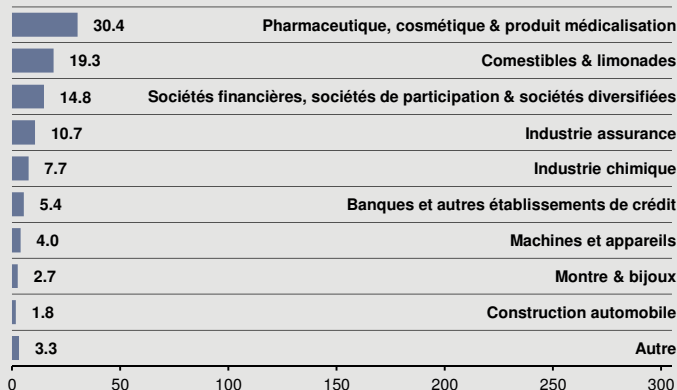 30.4 Pharmaceutique, cosmétique & produit médicalisation
19.3 Comestibles & limonades
14.8 Sociétés financières, sociétés de participation & sociétés diversifiées
10.7 Industrie assurance
7.7 Industrie chimique
5.4 Banques et autres établissements de crédit
4.0 Machines et appareils
2.7 Montre & bijoux
1.8 Construction automobile
3.3 Autre
0 50 100 150 200 250 300